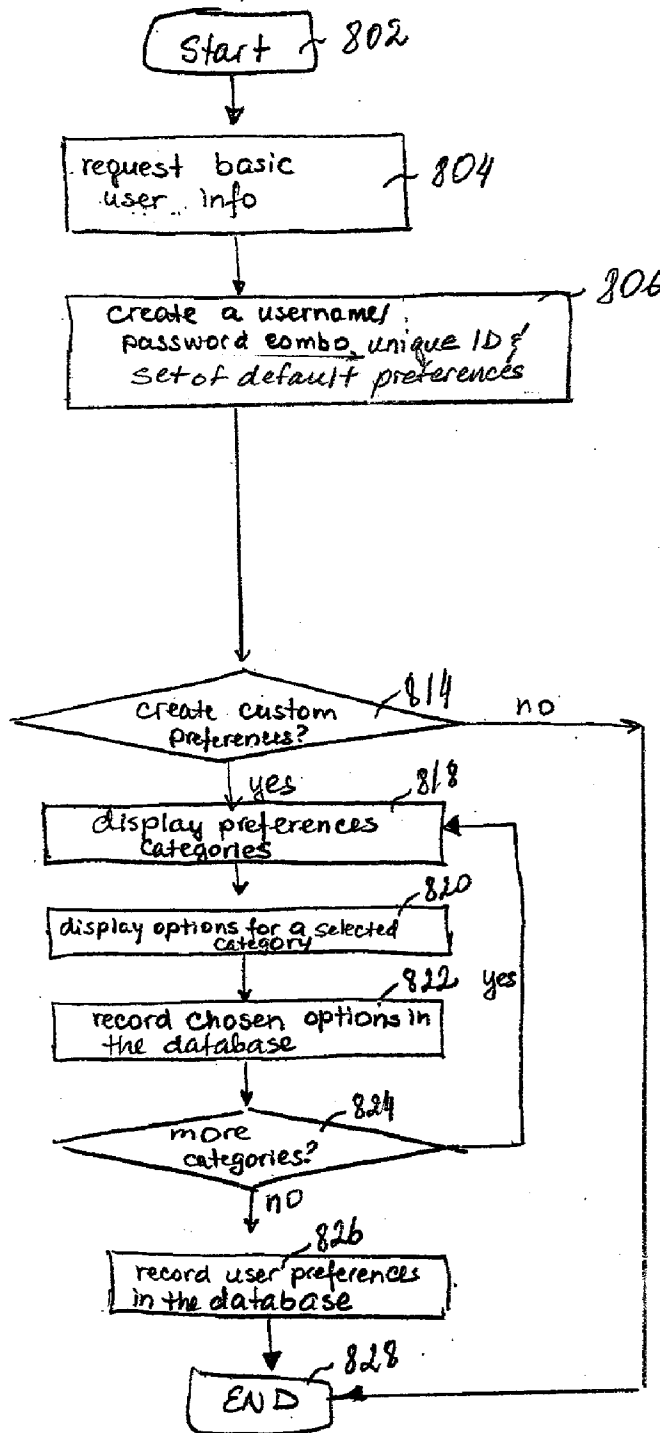 Start 802
request basic 804
user info
806
create a username/
password combo, unique ID &
set of default preferences
814
create custom no
preferences?
yes 818
display preferences
categories
820
display options for a selected
category
822 yes
record chosen options in
the database
824
more
categories?
no
826
record user preferences
in the database
828
END